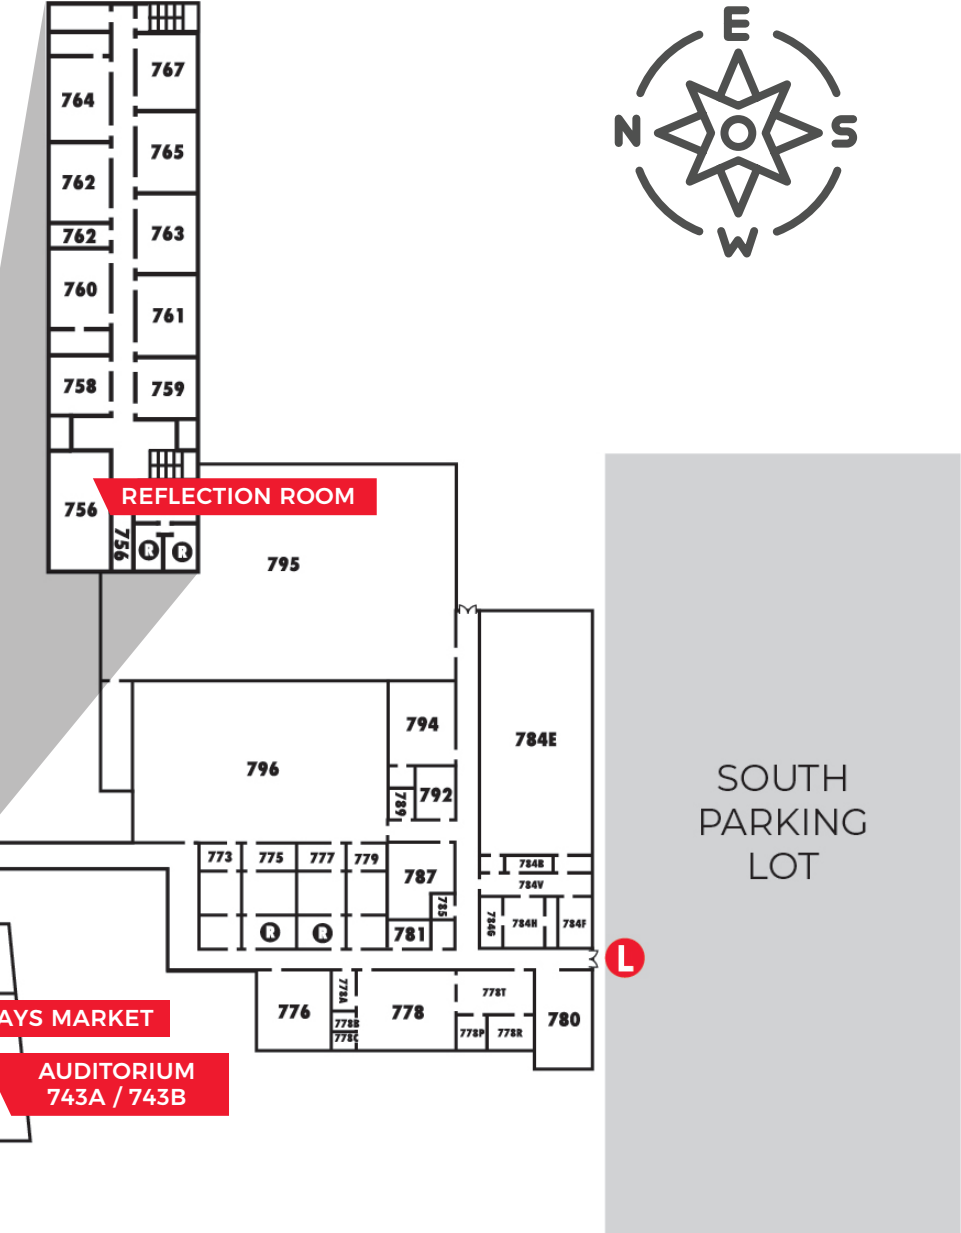 E
N
S
W
767
764
765
762
763
762
760
761
758
759
756
REFLECTION ROOM
756
R
R
795
794
784E
796
792
789
SOUTH
PARKING
LOT
773
775
777
779
787
784B
784V
785
784G
784H
784F
781
R
R
L
776
778A
778
778T
778B
778C
778P
778R
780
AYS MARKET
AUDITORIUM
743A / 743B